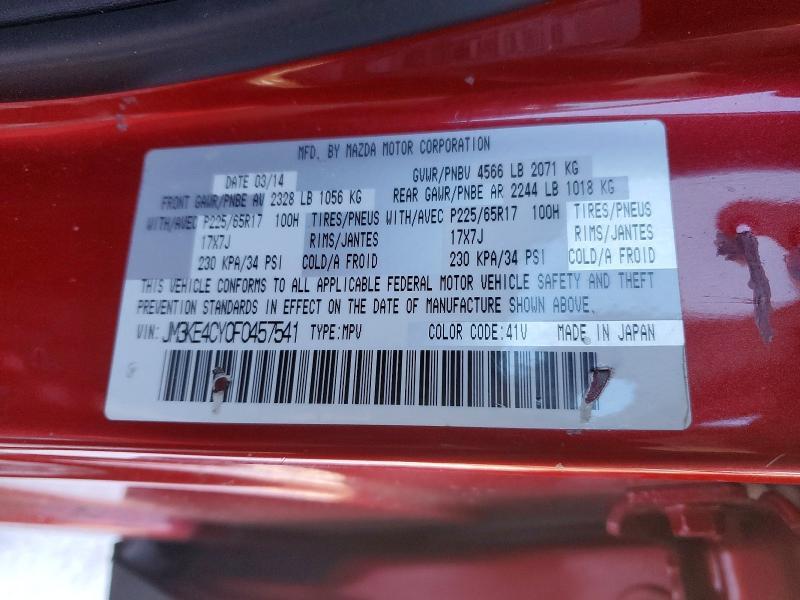 MFD. BY MAZDA MOTOR CORPORATION
DATE 03/14 GVWR/PNBV 4566 LB 2071 KG
FRONT GAWR/PNBE AV 2328 LB 1056 KG REAR GAWR/PNBE AR 2244 LB 1018 KG
WITH/AVEC P225/65R17 100H TIRES/PNEUS WITH/AVEC P225/65R17 100H TIRES/PNEUS
17X7J RIMS/JANTES 17X7J RIMS/JANTES
230 KPA/34 PSI COLD/A FROID 230 KPA/34 PSI COLD/A FROID
THIS VEHICLE CONFORMS TO ALL APPLICABLE FEDERAL MOTOR VEHICLE SAFETY AND THEFT
PREVENTION STANDARDS IN EFFECT ON THE DATE OF MANUFACTURE SHOWN ABOVE.
VIN: JM3KE4CY0F0457541 TYPE:MPV COLOR CODE:41V MADE IN JAPAN